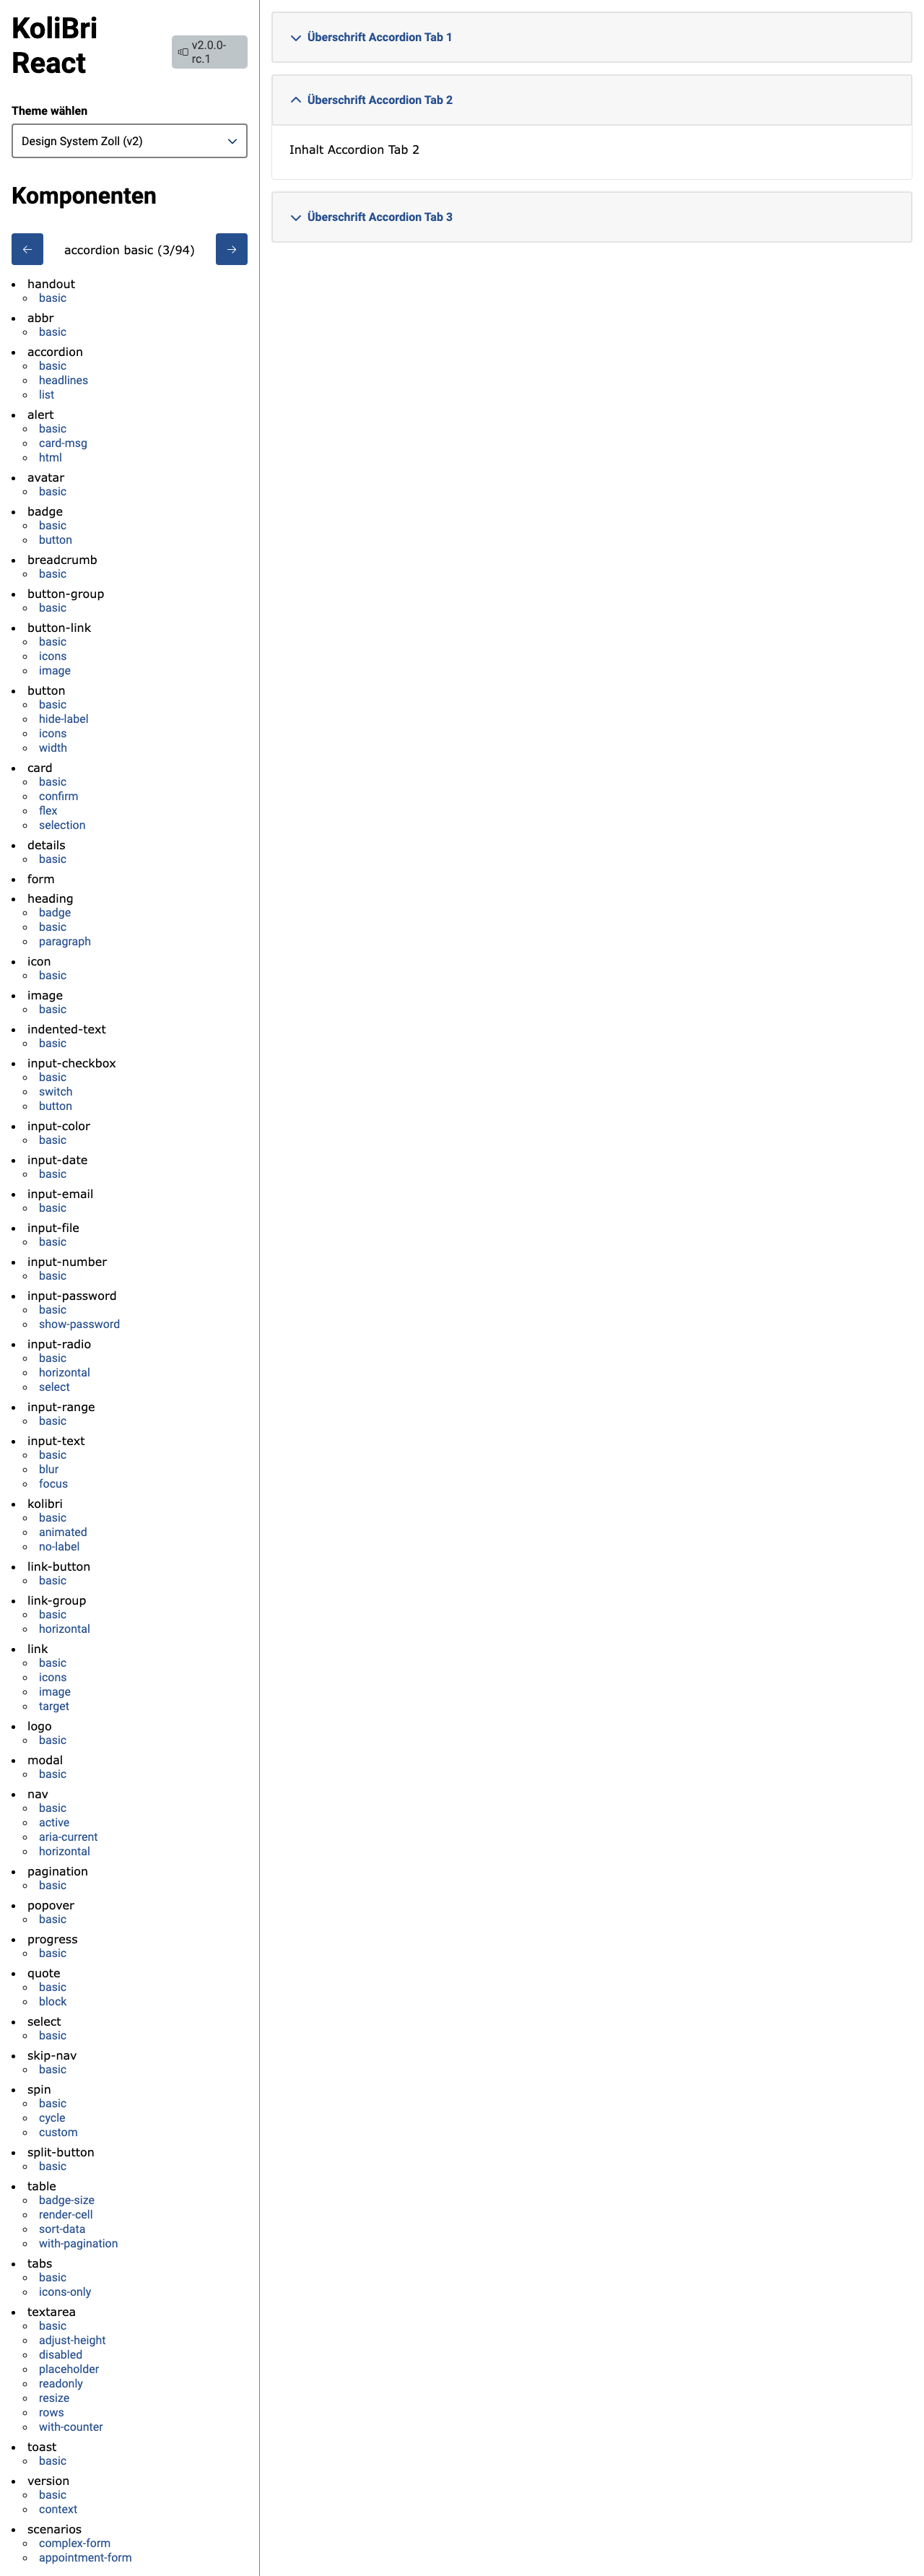 KoliBri
React
v2.0.0-
rc.1
Theme wählen
Design System Zoll (v2)
Komponenten
← accordion basic (3/94) →
handout
basic
abbr
basic
accordion
basic
headlines
list
alert
basic
card-msg
html
avatar
basic
badge
basic
button
breadcrumb
basic
button-group
basic
button-link
basic
icons
image
button
basic
hide-label
icons
width
card
basic
confirm
flex
selection
details
basic
form
heading
badge
basic
paragraph
icon
basic
image
basic
indented-text
basic
input-checkbox
basic
switch
button
input-color
basic
input-date
basic
input-email
basic
input-file
basic
input-number
basic
input-password
basic
show-password
input-radio
basic
horizontal
select
input-range
basic
input-text
basic
blur
focus
kolibri
basic
animated
no-label
link-button
basic
link-group
basic
horizontal
link
basic
icons
image
target
logo
basic
modal
basic
nav
basic
active
aria-current
horizontal
pagination
basic
popover
basic
progress
basic
quote
basic
block
select
basic
skip-nav
basic
spin
basic
cycle
custom
split-button
basic
table
badge-size
render-cell
sort-data
with-pagination
tabs
basic
icons-only
textarea
basic
adjust-height
disabled
placeholder
readonly
resize
rows
with-counter
toast
basic
version
basic
context
scenarios
complex-form
appointment-form
Überschrift Accordion Tab 1
Überschrift Accordion Tab 2
Inhalt Accordion Tab 2
Überschrift Accordion Tab 3